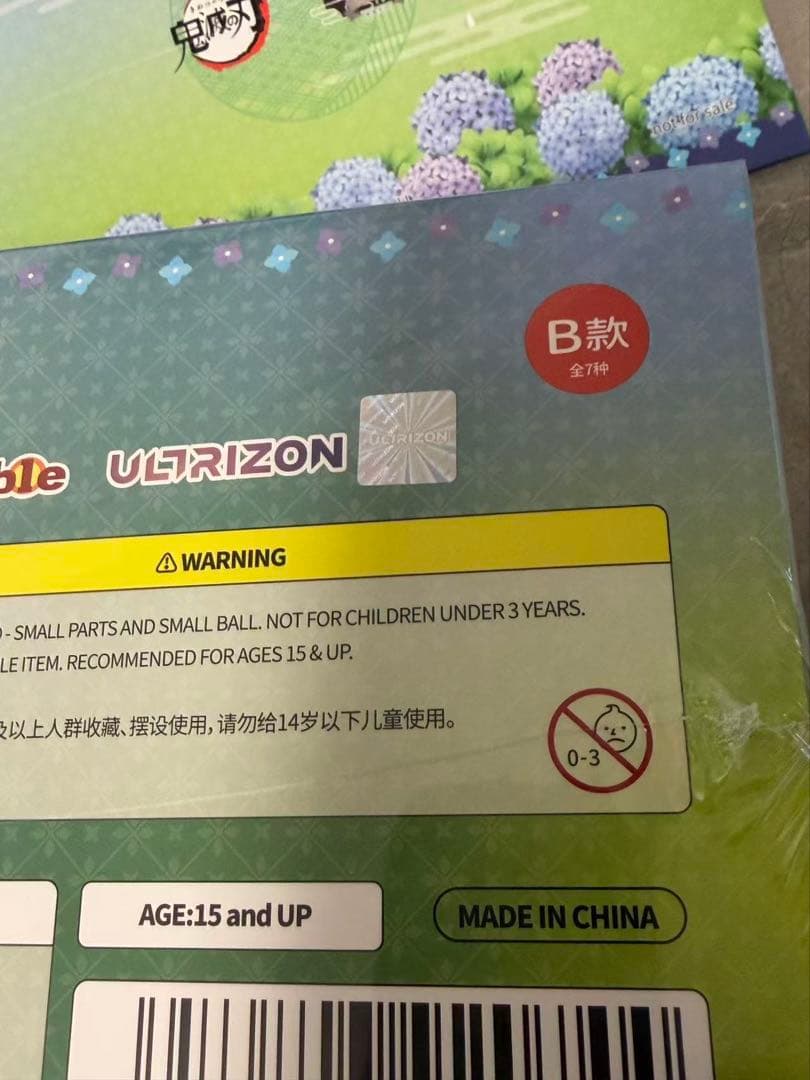 鬼滅の刃
not for sale
B款
全7种
ble
ULTRIZON
ULTRIZON
WARNING
- SMALL PARTS AND SMALL BALL. NOT FOR CHILDREN UNDER 3 YEARS.
LE ITEM. RECOMMENDED FOR AGES 15 & UP.
及以上人群收藏、摆设使用，请勿给14岁以下儿童使用。
0-3
AGE:15 and UP
MADE IN CHINA